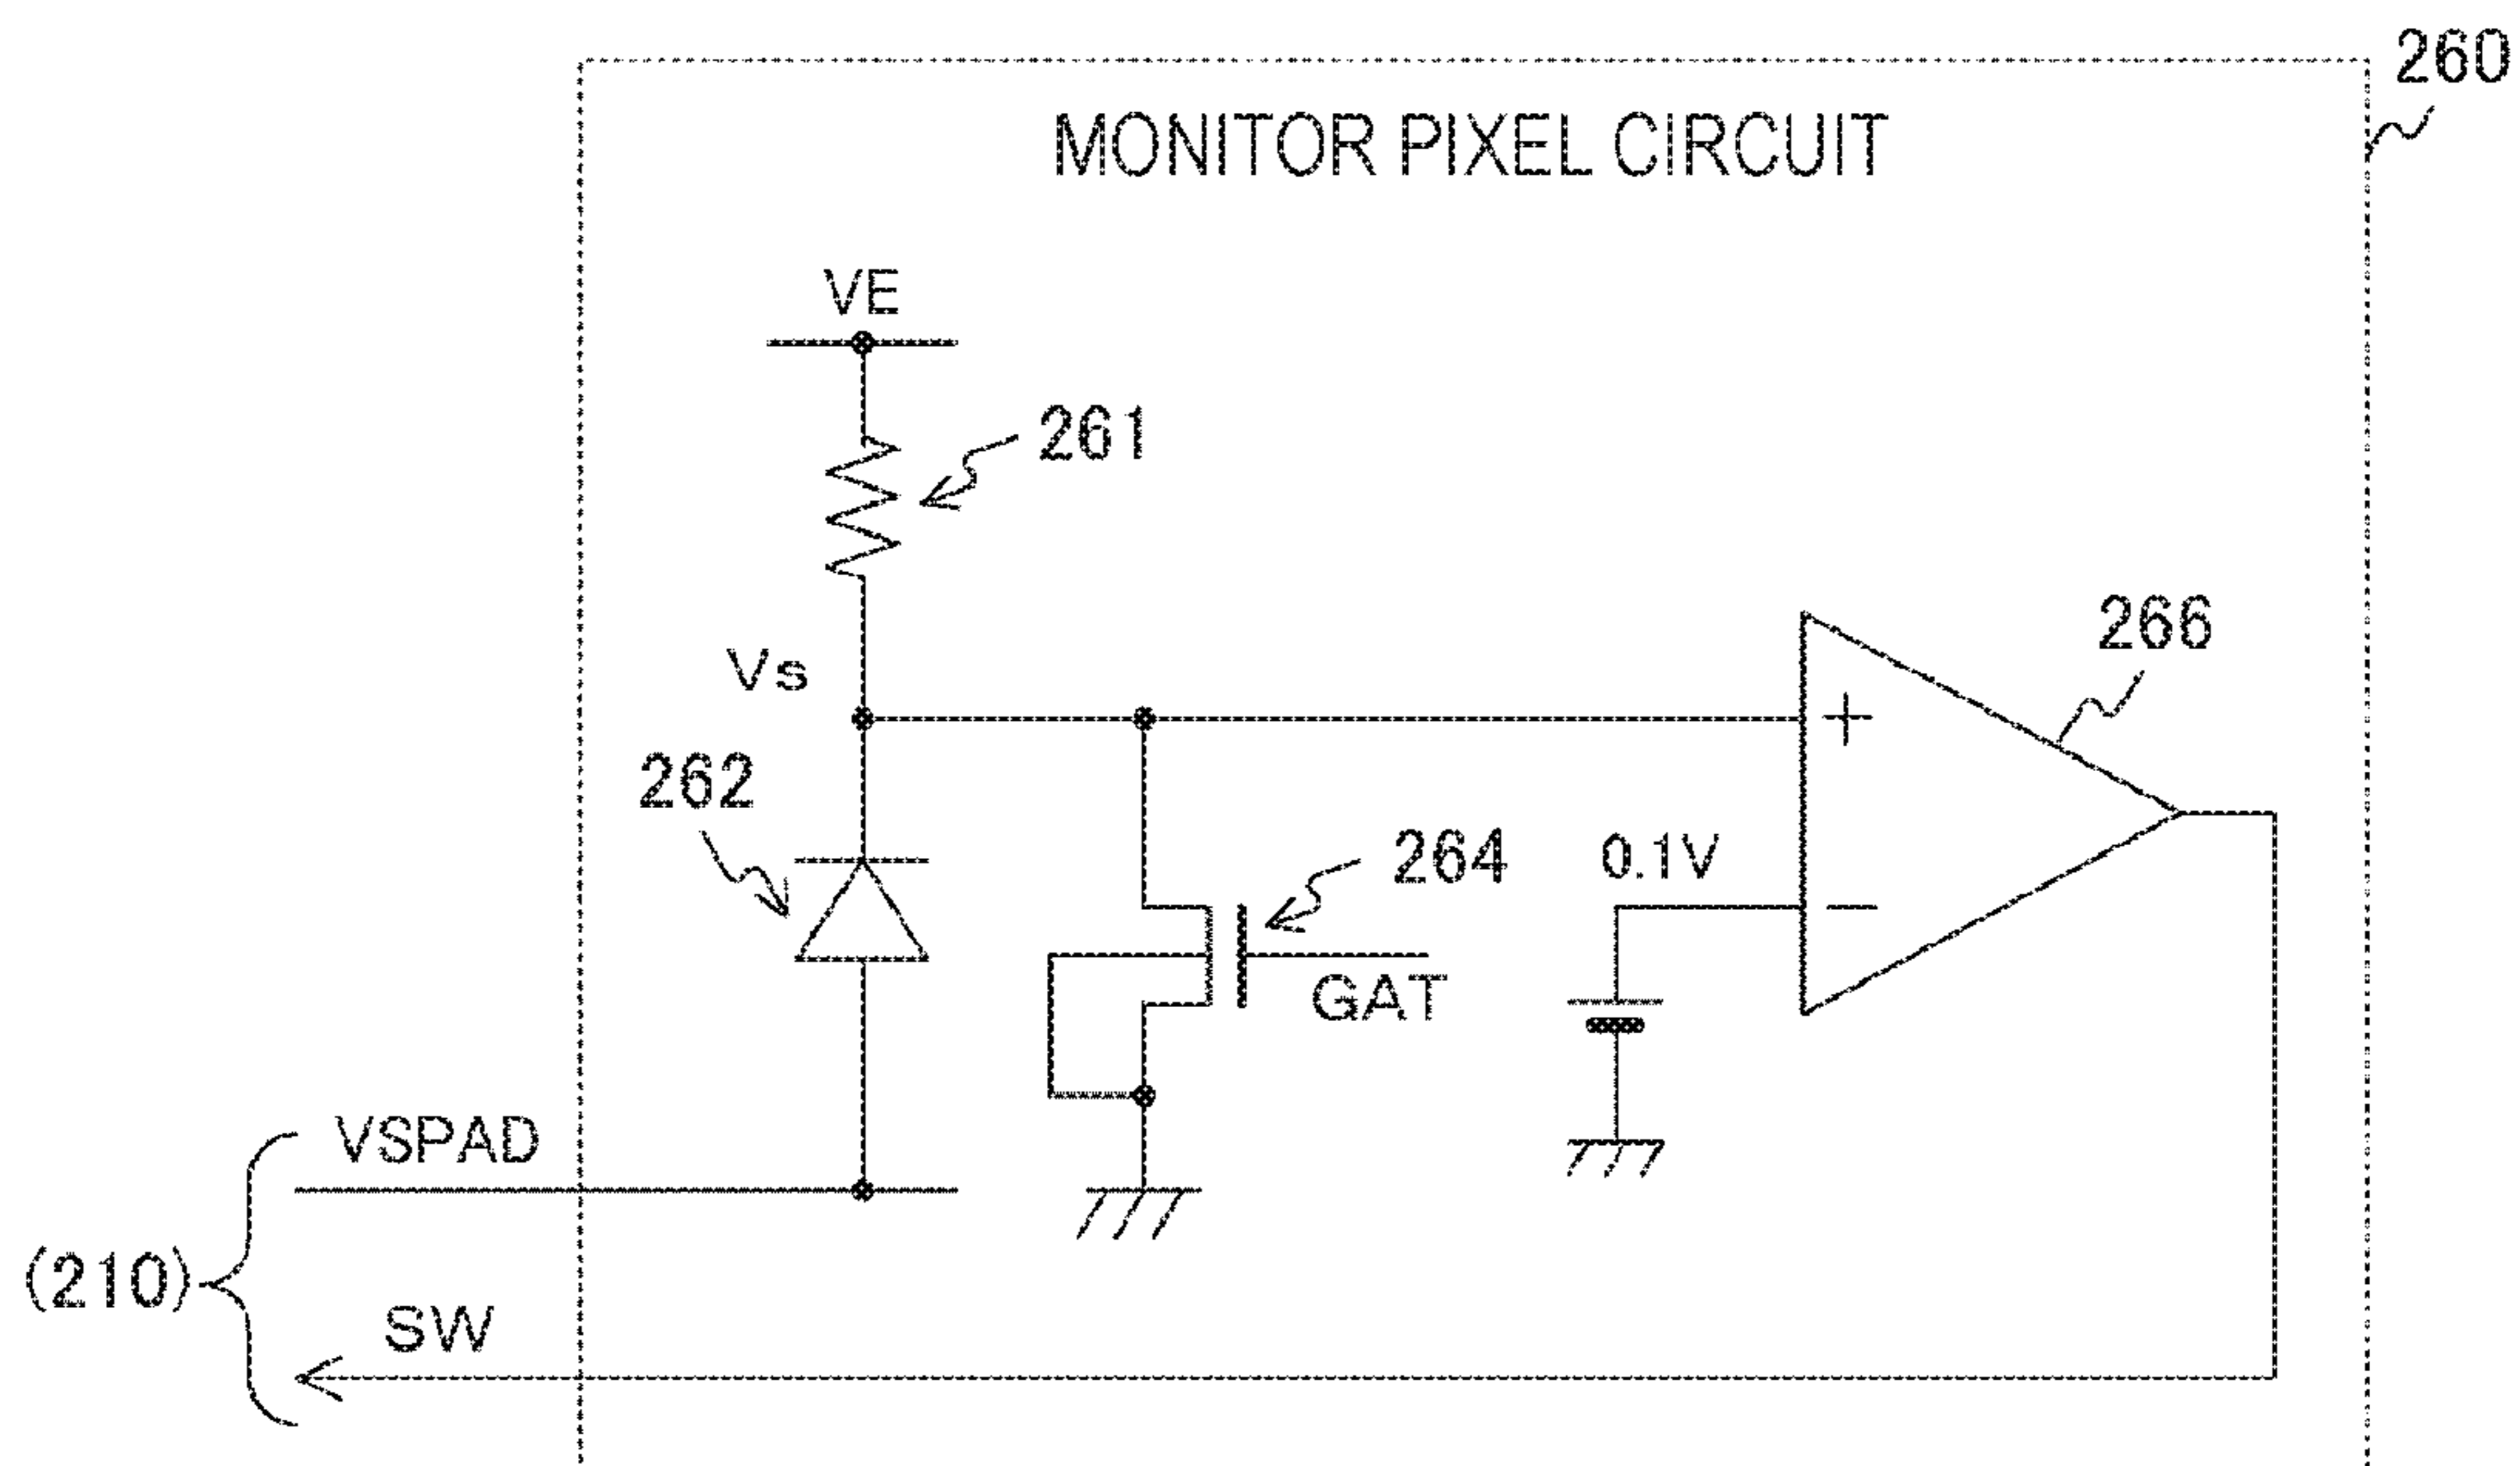 260
MONITOR PIXEL CIRCUIT
VE
261
266
Vs
+
262
264
0.1V
−
GAT
VSPAD
(210)
SW